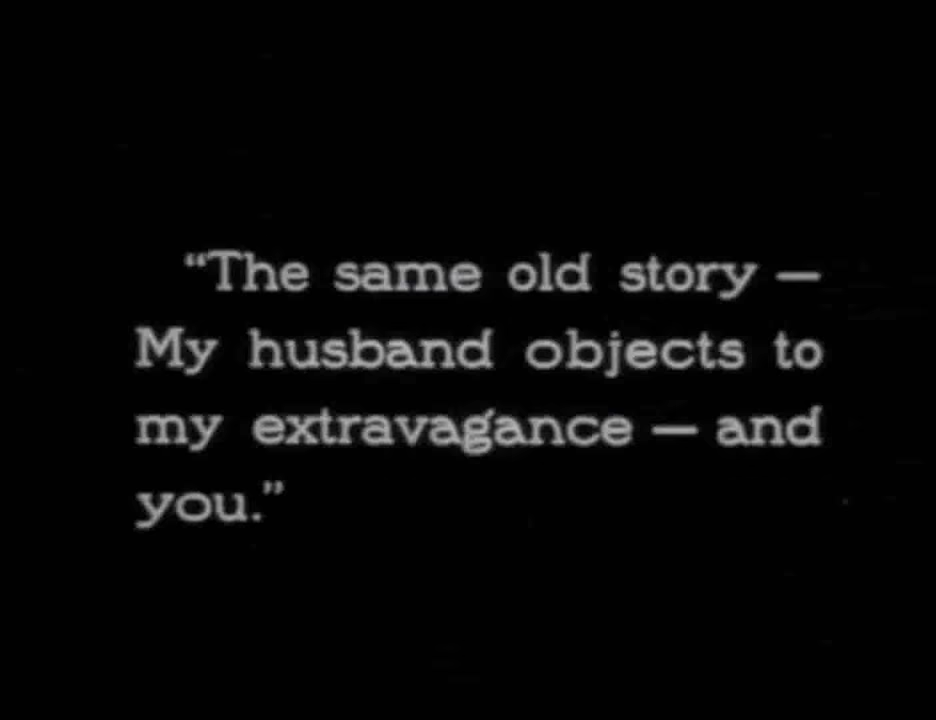 “The same old story —
My husband objects to
my extravagance — and
you.”